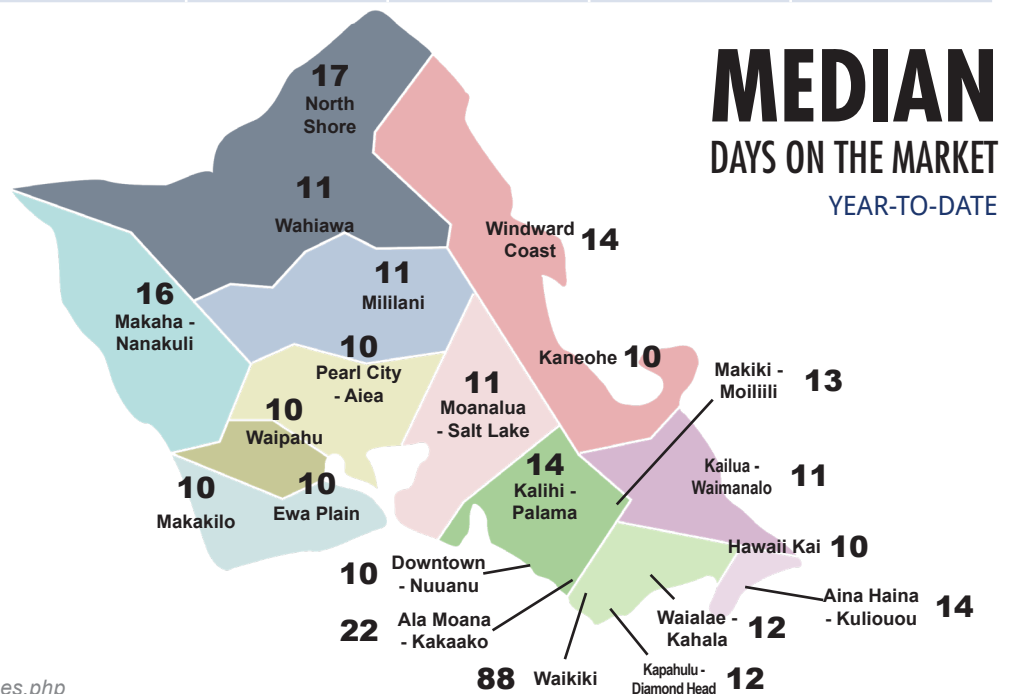 MEDIAN
DAYS ON THE MARKET
YEAR-TO-DATE
17
North
Shore
11
Wahiawa
Windward
Coast
14
11
Mililani
16
Makaha -
Nanakuli
10
Pearl City
- Aiea
Kaneohe 10
Makiki -
Moiliili
13
11
Moanalua
- Salt Lake
10
Waipahu
14
Kalihi -
Palama
Kailua -
Waimanalo
11
10
Makakilo
10
Ewa Plain
Hawaii Kai 10
10
Downtown
- Nuuanu
Aina Haina
- Kuliouou
14
22
Ala Moana
- Kakaako
Waialae -
Kahala
12
88 Waikiki
Kapahulu -
Diamond Head
12
es.php